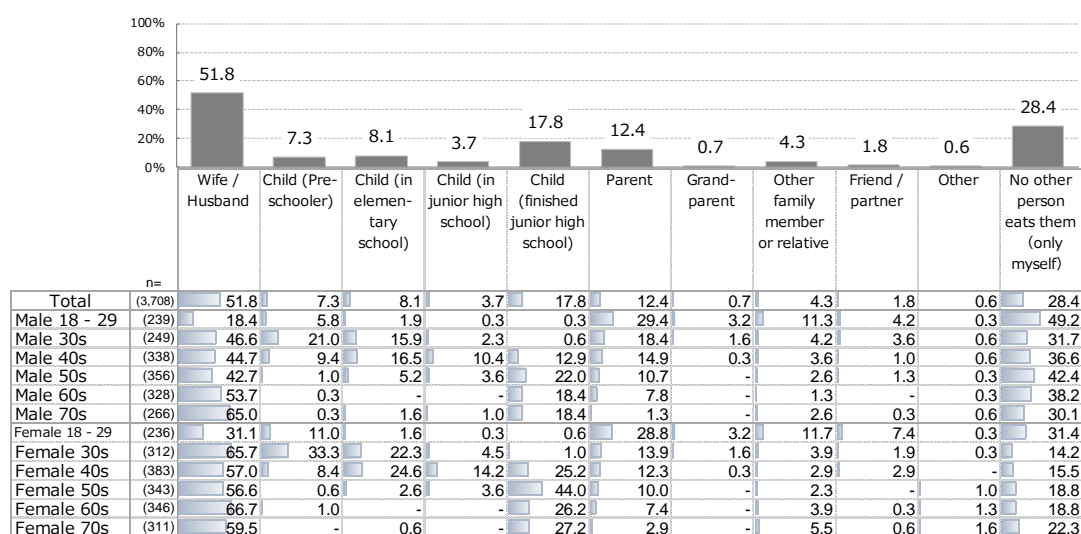 100%
80%
60%
40%
20%
0%
51.8
7.3
8.1
3.7
17.8
12.4
0.7
4.3
1.8
0.6
28.4
Wife /
Husband
Child (Pre-
schooler)
Child (in
elemen-
tary
school)
Child (in
junior high
school)
Child
(finished
junior high
school)
Parent
Grand-
parent
Other
family
member
or relative
Friend /
partner
Other
No other
person
eats them
(only
myself)
n=
Total (3,708) 51.8 7.3 8.1 3.7 17.8 12.4 0.7 4.3 1.8 0.6 28.4
Male 18 - 29 (239) 18.4 5.8 1.9 0.3 0.3 29.4 3.2 11.3 4.2 0.3 49.2
Male 30s (249) 46.6 21.0 15.9 2.3 0.6 18.4 1.6 4.2 3.6 0.6 31.7
Male 40s (338) 44.7 9.4 16.5 10.4 12.9 14.9 0.3 3.6 1.0 0.6 36.6
Male 50s (356) 42.7 1.0 5.2 3.6 22.0 10.7 - 2.6 1.3 0.3 42.4
Male 60s (328) 53.7 0.3 - - 18.4 7.8 - 1.3 - 0.3 38.2
Male 70s (266) 65.0 0.3 1.6 1.0 18.4 1.3 - 2.6 0.3 0.6 30.1
Female 18 - 29 (236) 31.1 11.0 1.6 0.3 0.6 28.8 3.2 11.7 7.4 0.3 31.4
Female 30s (312) 65.7 33.3 22.3 4.5 1.0 13.9 1.6 3.9 1.9 0.3 14.2
Female 40s (383) 57.0 8.4 24.6 14.2 25.2 12.3 0.3 2.9 2.9 - 15.5
Female 50s (343) 56.6 0.6 2.6 3.6 44.0 10.0 - 2.3 - 1.0 18.8
Female 60s (346) 66.7 1.0 - - 26.2 7.4 - 3.9 0.3 1.3 18.8
Female 70s (311) 59.5 - 0.6 - 27.2 2.9 - 5.5 0.6 1.6 22.3